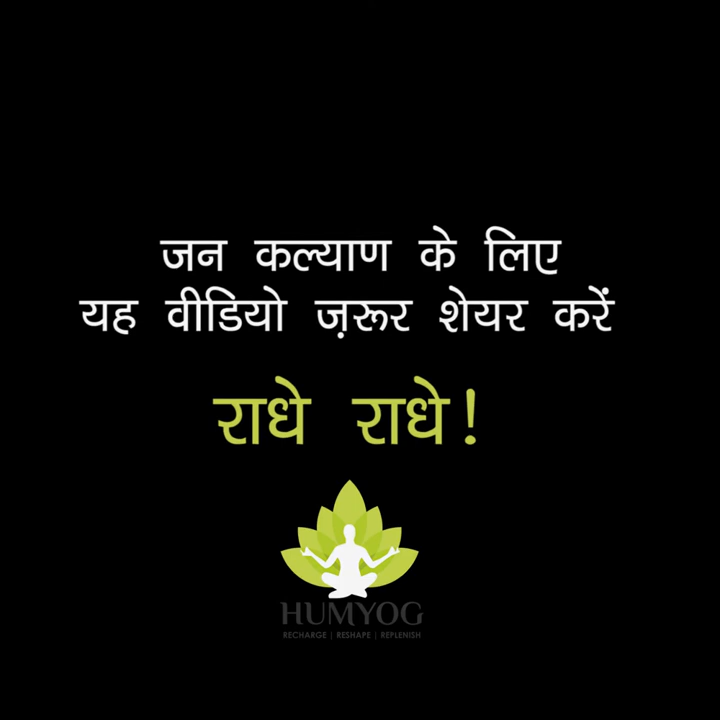 जन कल्याण के लिए
यह वीडियो ज़रूर शेयर करें
राधे राधे!
HUMYOG
RECHARGE | RESHAPE | REPLENISH